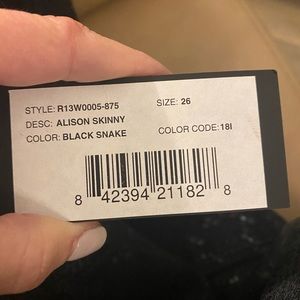 STYLE: R13W0005-875 SIZE: 26
DESC: ALISON SKINNY
COLOR: BLACK SNAKE COLOR CODE: 18I
8 42394 21182 8